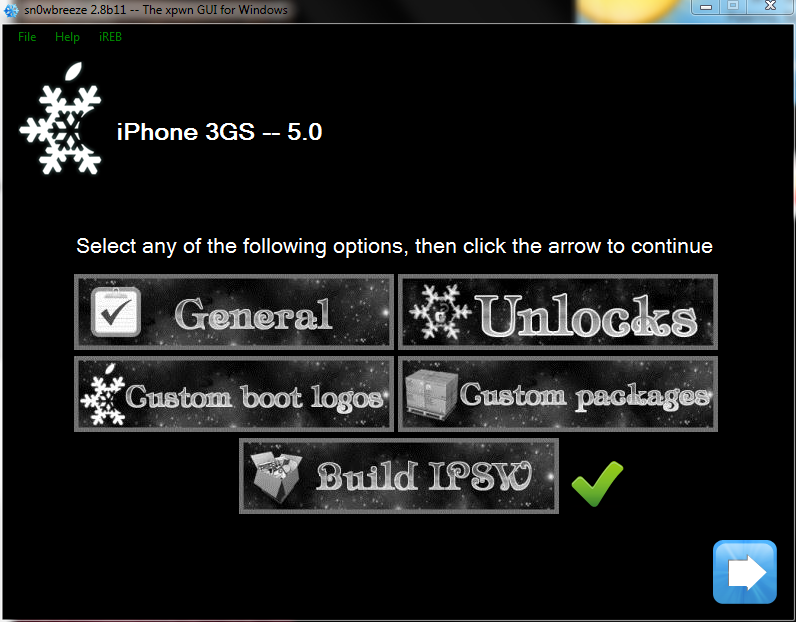 sn0wbreeze 2.8b11 -- The xpwn GUI for Windows
File Help iREB
iPhone 3GS -- 5.0
Select any of the following options, then click the arrow to continue
General
Unlocks
Custom boot logos
Custom packages
Build IPSW